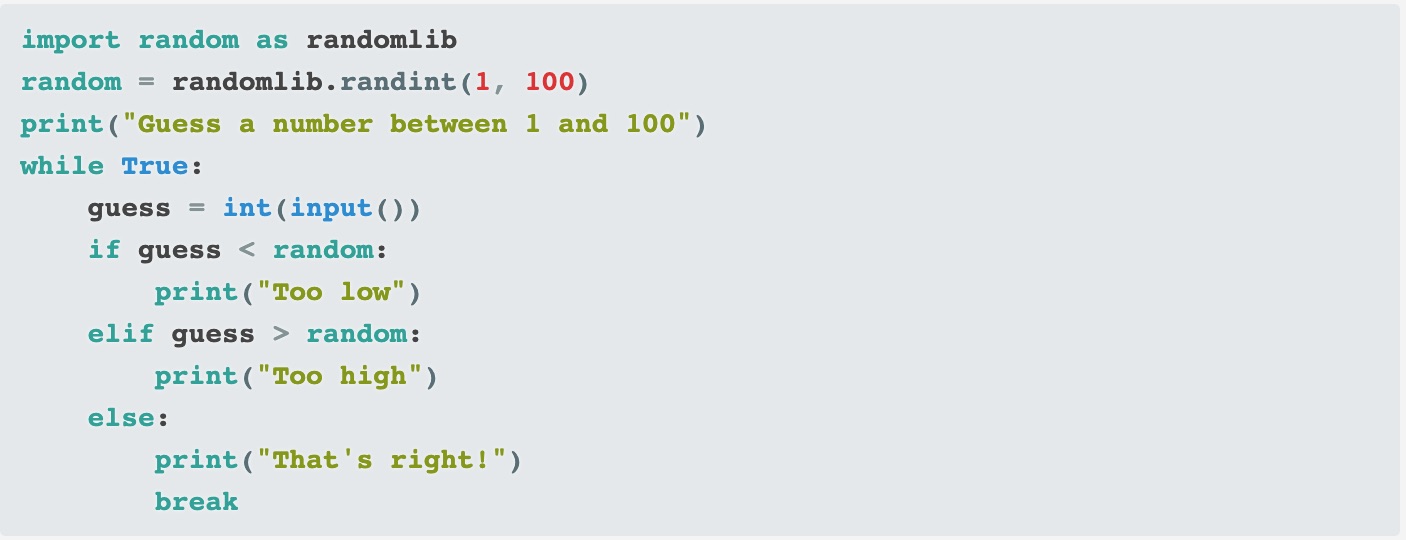 import random as randomlib
random = randomlib.randint(1, 100)
print("Guess a number between 1 and 100")
while True:
    guess = int(input())
    if guess < random:
        print("Too low")
    elif guess > random:
        print("Too high")
    else:
        print("That's right!")
        break